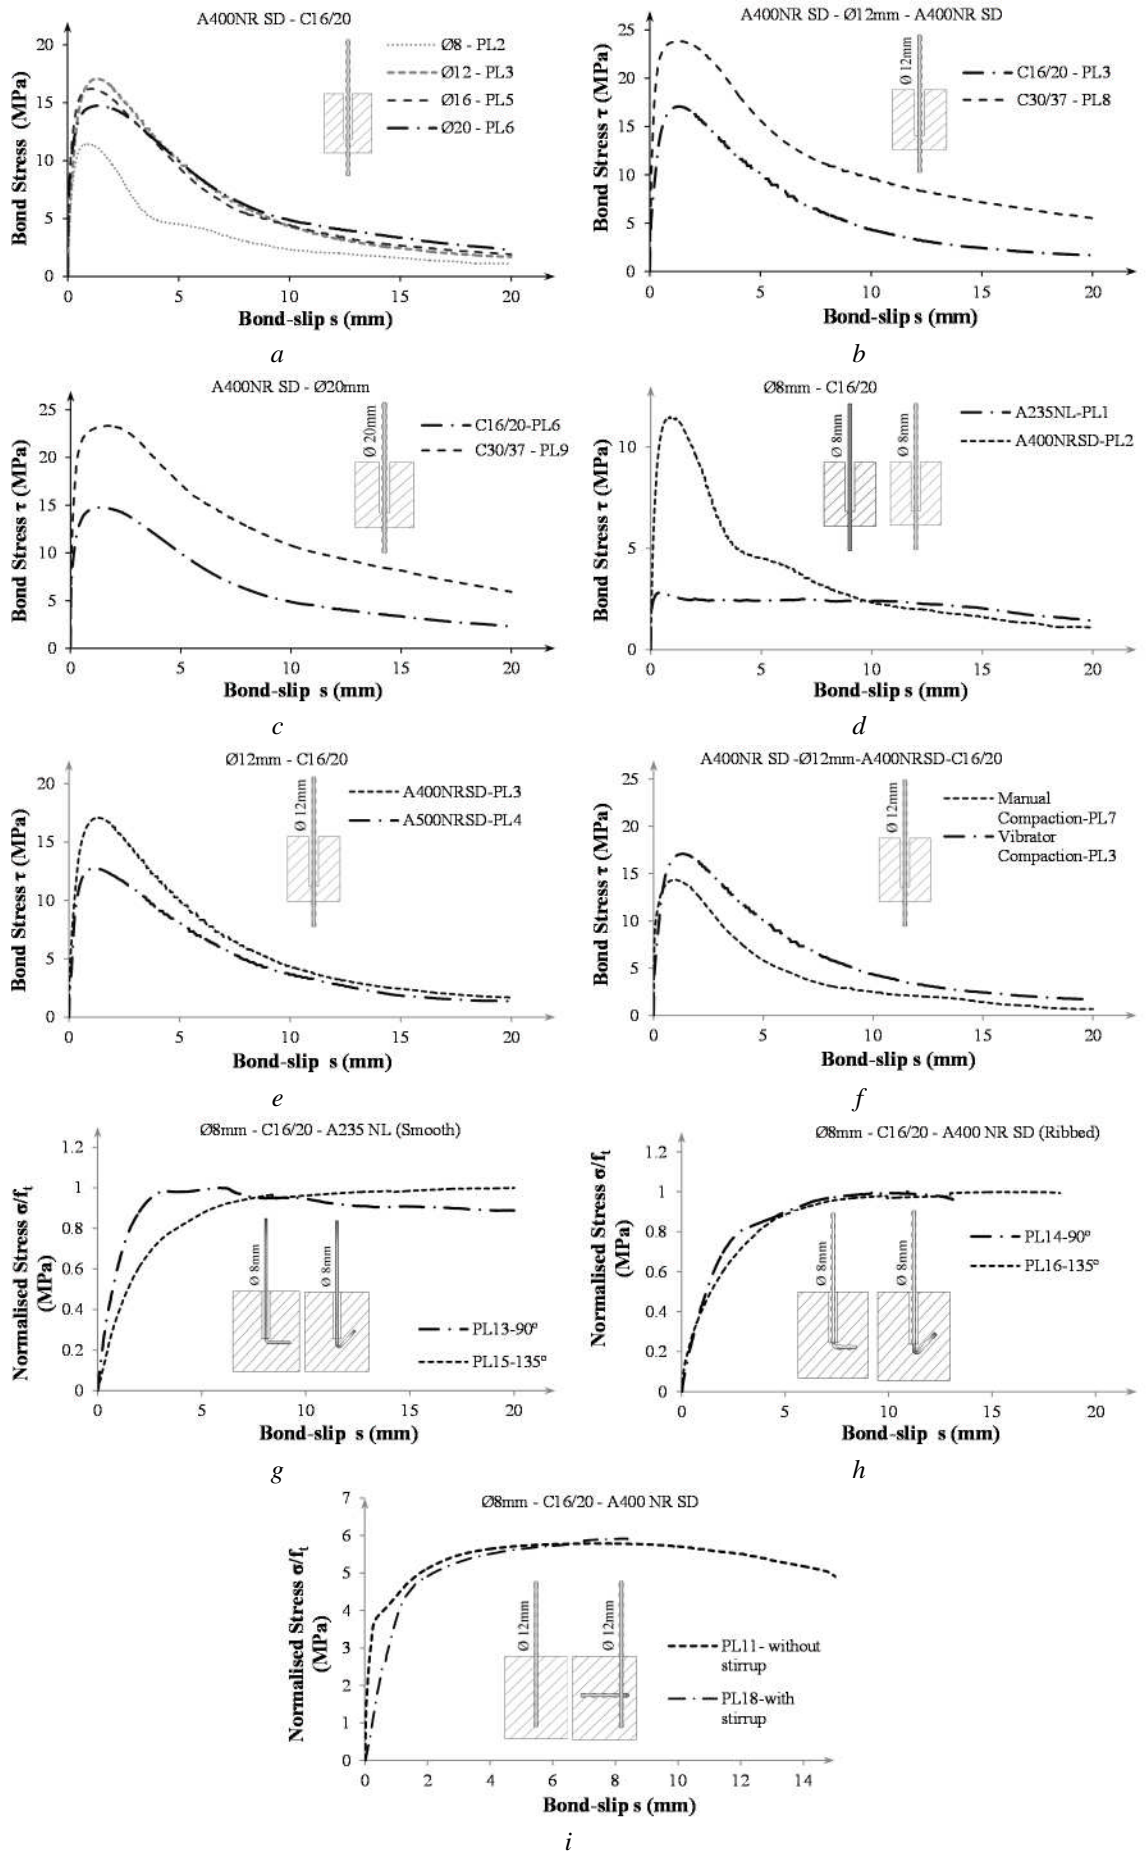 A400NR SD - C16/20
Bond Stress (MPa)
20
15
10
5
0
Ø8 - PL2
Ø12 - PL3
Ø16 - PL5
Ø20 - PL6
0 5 10 15 20
Bond-slip s (mm)
a
A400NR SD - Ø12mm - A400NR SD
Bond Stress τ (MPa)
25
20
15
10
5
0
Ø 12mm
C16/20 - PL3
C30/37 - PL8
0 5 10 15 20
Bond-slip s (mm)
b
A400NR SD - Ø20mm
Bond Stress τ (MPa)
25
20
15
10
5
0
Ø 20mm
C16/20-PL6
C30/37 - PL9
0 5 10 15 20
Bond-slip s (mm)
c
Ø8mm - C16/20
Bond Stress τ (MPa)
10
5
0
Ø 8mm
Ø 8mm
A235NL-PL1
A400NRSD-PL2
0 5 10 15 20
Bond-slip s (mm)
d
Ø12mm - C16/20
Bond Stress τ (MPa)
20
15
10
5
0
Ø 12mm
A400NRSD-PL3
A500NRSD-PL4
0 5 10 15 20
Bond-slip s (mm)
e
A400NR SD -Ø12mm-A400NRSD-C16/20
Bond Stress τ (MPa)
25
20
15
10
5
0
Ø 12mm
Manual
Compaction-PL7
Vibrator
Compaction-PL3
0 5 10 15 20
Bond-slip s (mm)
f
Ø8mm - C16/20 - A235 NL (Smooth)
Normalised Stress σ/ft
(MPa)
1.2
1
0.8
0.6
0.4
0.2
0
Ø 8mm
Ø 8mm
PL13-90º
PL15-135º
0 5 10 15 20
Bond-slip s (mm)
g
Ø8mm - C16/20 - A400 NR SD (Ribbed)
Normalised Stress σ/ft
(MPa)
1.2
1
0.8
0.6
0.4
0.2
0
Ø 8mm
Ø 8mm
PL14-90º
PL16-135º
0 5 10 15 20
Bond-slip s (mm)
h
Ø8mm - C16/20 - A400 NR SD
Normalised Stress σ/ft
(MPa)
7
6
5
4
3
2
1
0
Ø 12mm
Ø 12mm
PL11- without
stirrup
PL18-with
stirrup
0 2 4 6 8 10 12 14
Bond-slip s (mm)
i